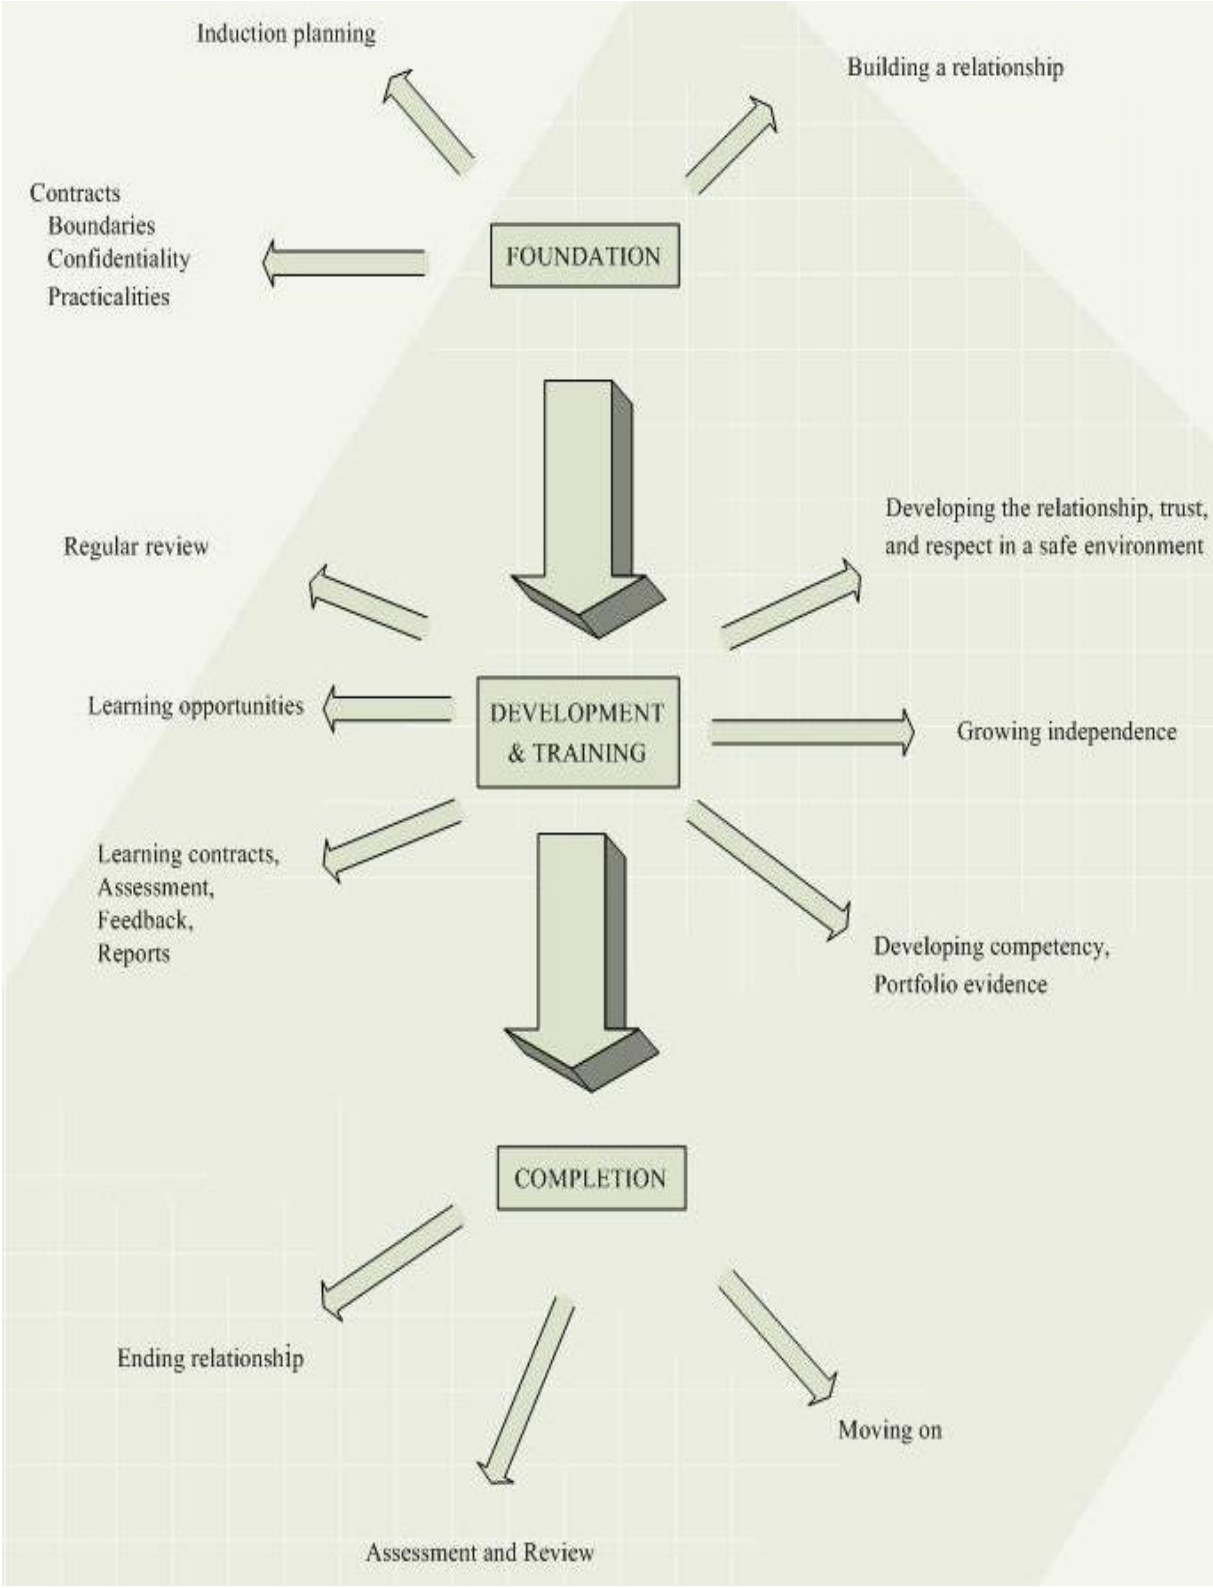 Induction planning
Building a relationship
Contracts
Boundaries
Confidentiality
Practicalities
FOUNDATION
Developing the relationship, trust,
and respect in a safe environment
Regular review
Learning opportunities
DEVELOPMENT
& TRAINING
Growing independence
Learning contracts,
Assessment,
Feedback,
Reports
Developing competency,
Portfolio evidence
COMPLETION
Ending relationship
Moving on
Assessment and Review